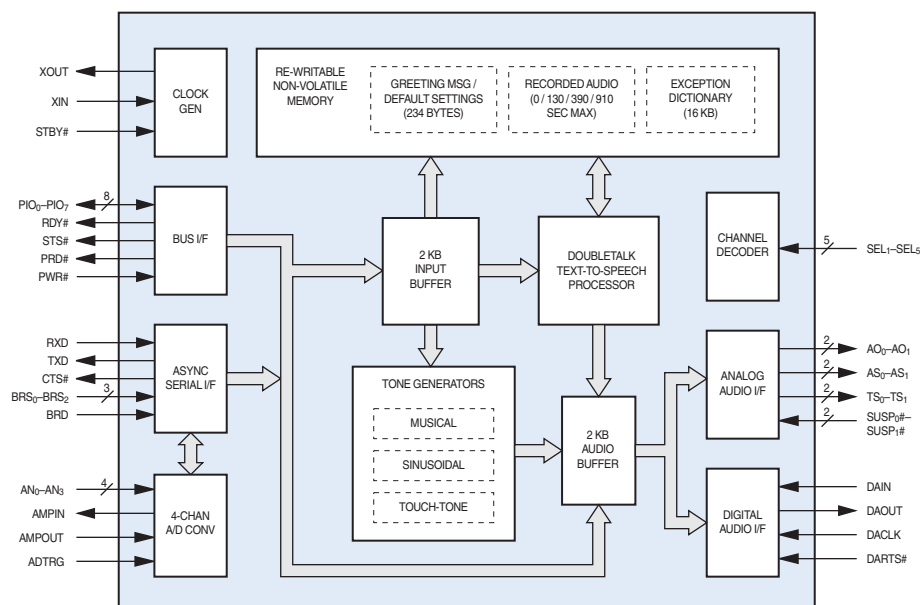 XOUT
XIN
STBY#
CLOCK
GEN
RE-WRITABLE
NON-VOLATILE
MEMORY
GREETING MSG /
DEFAULT SETTINGS
(234 BYTES)
RECORDED AUDIO
(0 / 130 / 390 / 910
SEC MAX)
EXCEPTION
DICTIONARY
(16 KB)
PIO₀–PIO₇
8
RDY#
STS#
PRD#
PWR#
BUS I/F
2 KB
INPUT
BUFFER
DOUBLETALK
TEXT-TO-SPEECH
PROCESSOR
CHANNEL
DECODER
5
SEL₁–SEL₅
RXD
TXD
CTS#
BRS₀–BRS₂
3
BRD
ASYNC
SERIAL I/F
TONE GENERATORS
MUSICAL
SINUSOIDAL
TOUCH-TONE
2 KB
AUDIO
BUFFER
ANALOG
AUDIO I/F
2
AO₀–AO₁
2
AS₀–AS₁
2
TS₀–TS₁
2
SUSP₀#–
SUSP₁#
AN₀–AN₃
4
AMPIN
AMPOUT
ADTRG
4-CHAN
A/D CONV
DIGITAL
AUDIO I/F
DAIN
DAOUT
DACLK
DARTS#